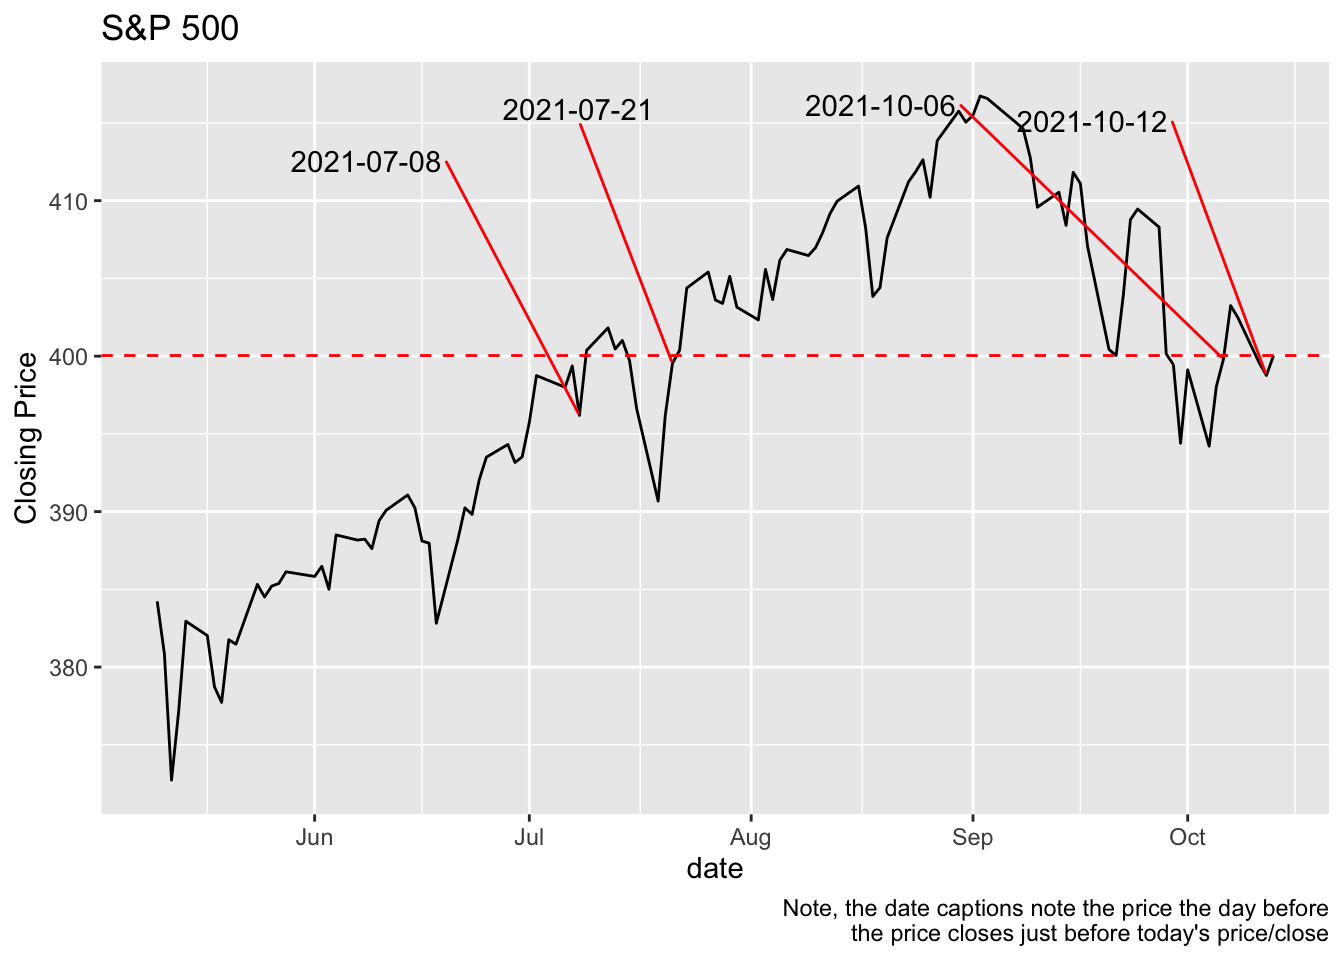 S&P 500
2021-07-21
2021-10-06
2021-10-12
2021-07-08
410
400
390
380
Closing Price
Jun
Jul
Aug
Sep
Oct
date
Note, the date captions note the price the day before
the price closes just before today's price/close